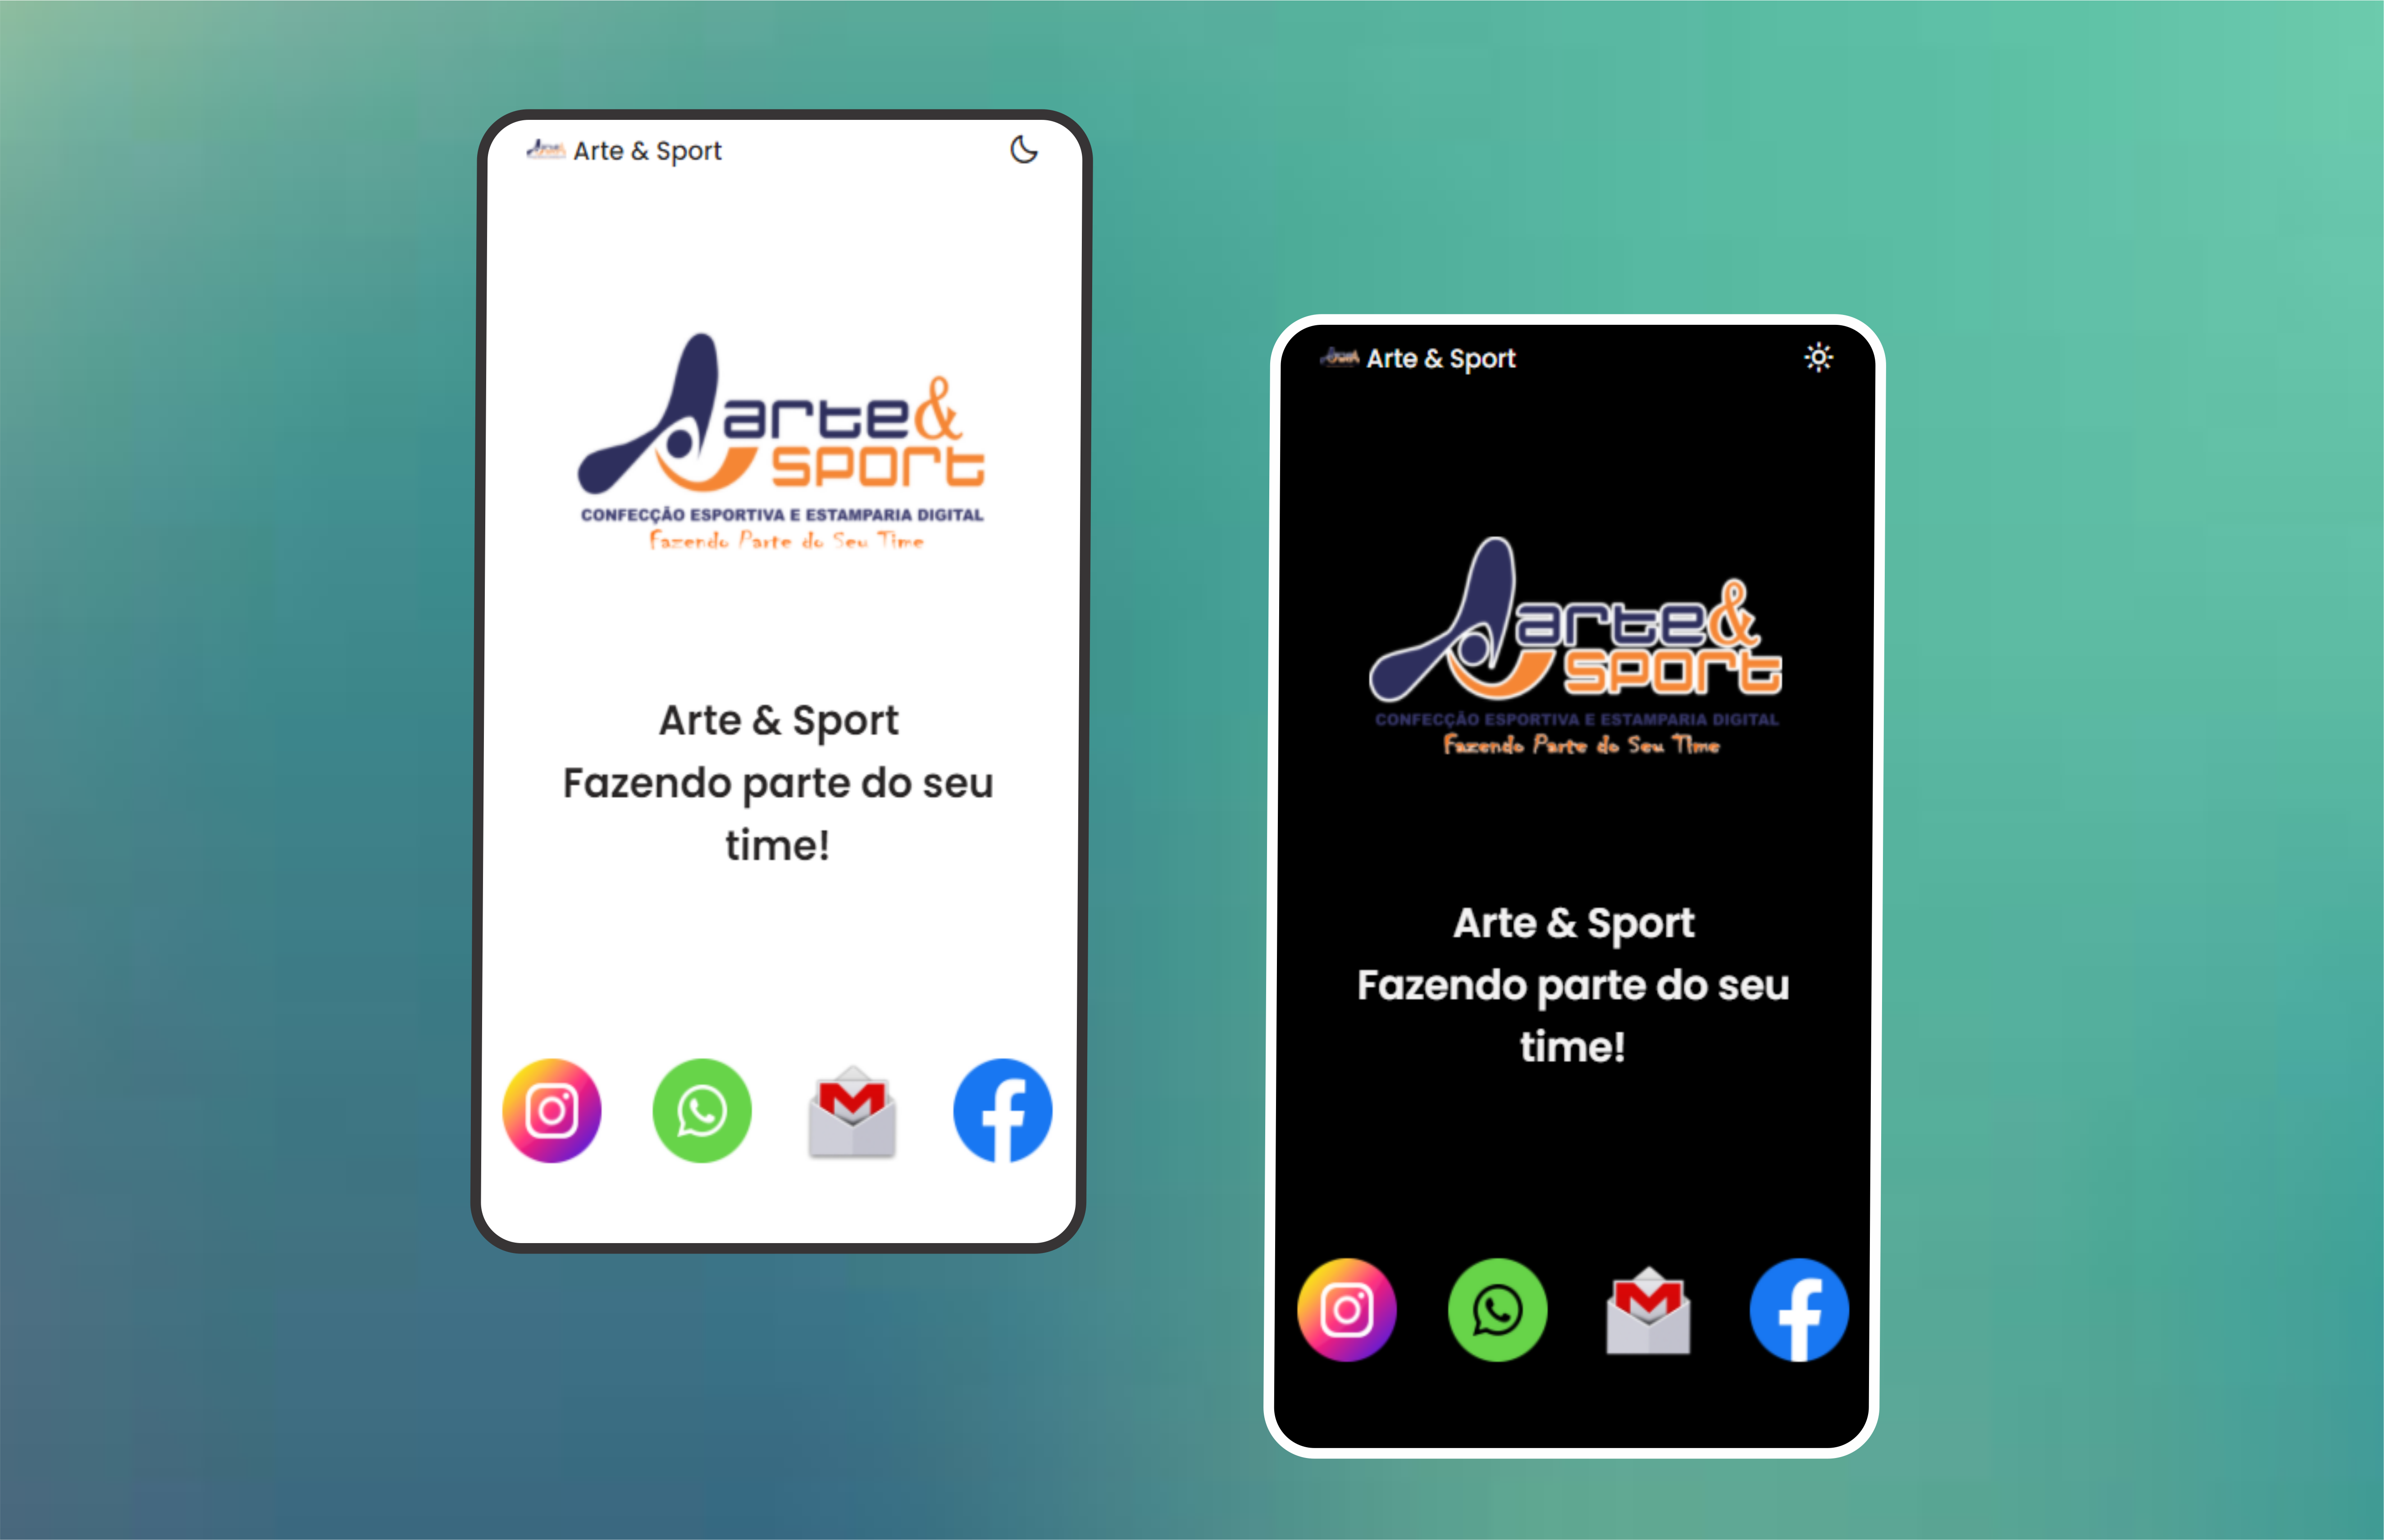 Arte & Sport
arte&
sport
CONFECÇÃO ESPORTIVA E ESTAMPARIA DIGITAL
Fazendo Parte do Seu Time
Arte & Sport
Fazendo parte do seu
time!
Arte & Sport
arte&
sport
CONFECÇÃO ESPORTIVA E ESTAMPARIA DIGITAL
Fazendo Parte do Seu Time
Arte & Sport
Fazendo parte do seu
time!